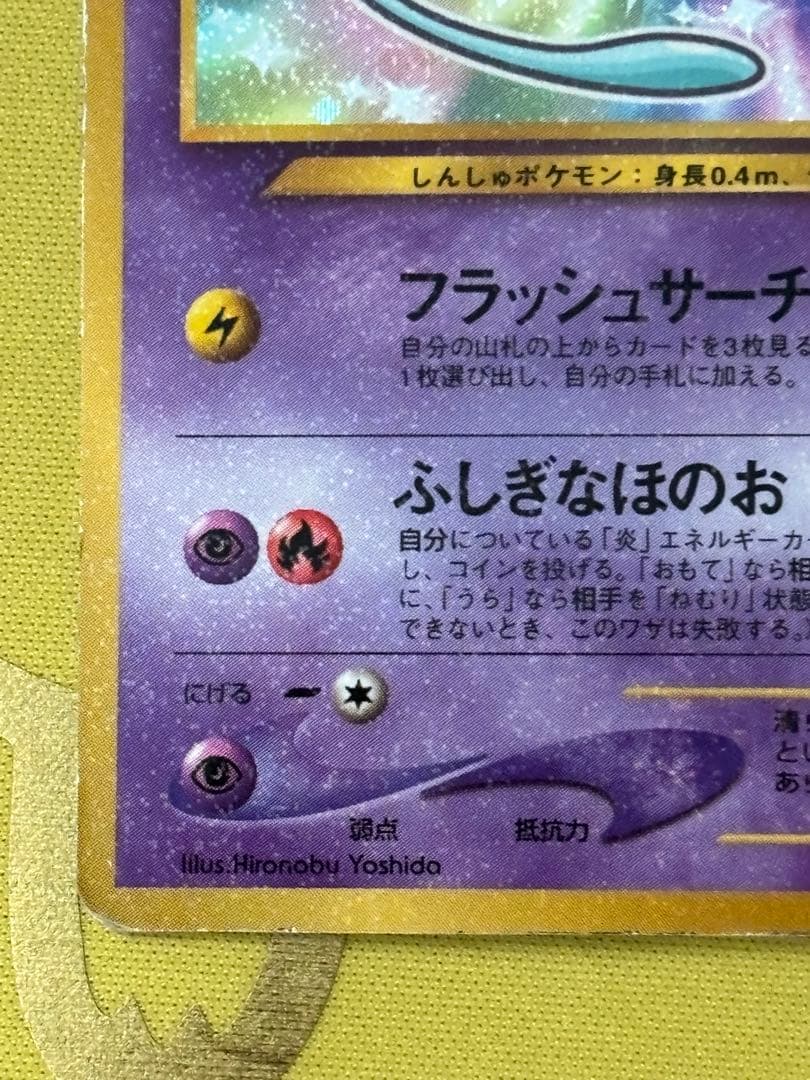 しんしゅポケモン：身長0.4m、
フラッシュサーチ
自分の山札の上からカードを3枚見
1枚選び出し、自分の手札に加える。
ふしぎなほのお
自分についている「炎」エネルギーカー
し、コインを投げる。「おもて」なら相
に、「うら」なら相手を「ねむり」状態
できないとき、このワザは失敗する。
にげる
とい
弱点 抵抗力
Illus.Hironobu Yoshida